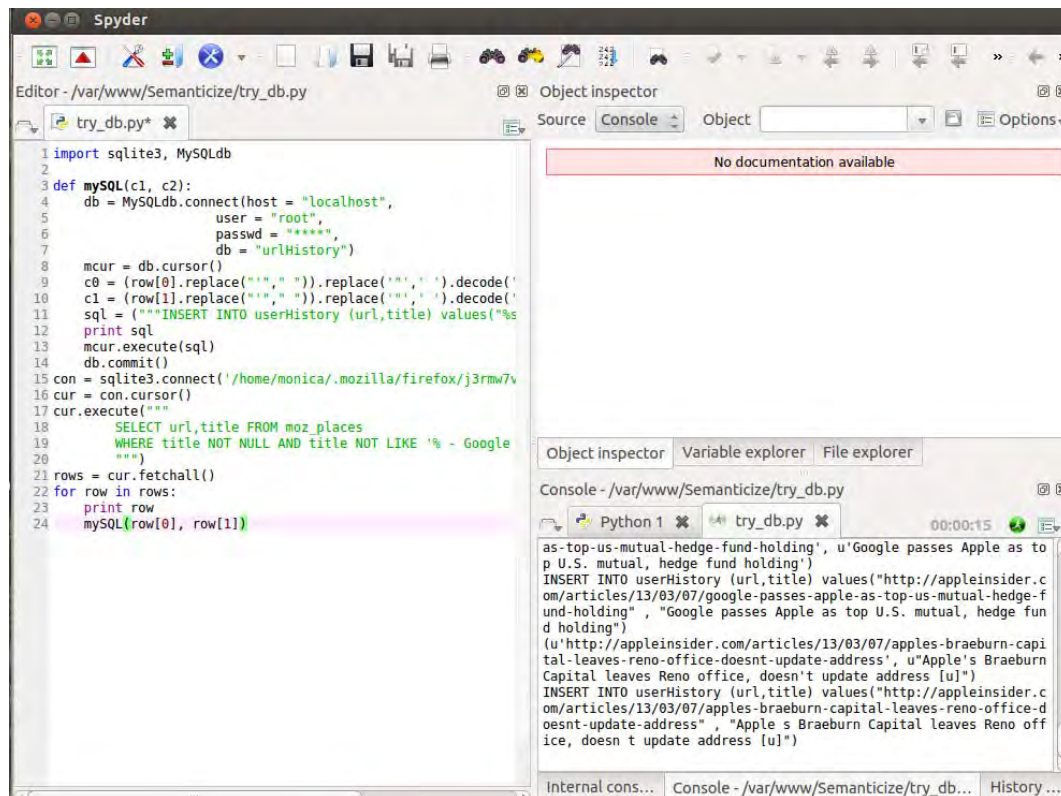 Spyder
Editor - /var/www/Semanticize/try_db.py
try_db.py*
1 import sqlite3, MySQLdb
2
3 def mySQL(c1, c2):
4 db = MySQLdb.connect(host = "localhost",
5 user = "root",
6 passwd = "****",
7 db = "urlHistory")
8 mcur = db.cursor()
9 c0 = (row[0].replace("'"," ")).replace('"',' ').decode('
10 c1 = (row[1].replace("'"," ")).replace('"',' ').decode('
11 sql = ("""INSERT INTO userHistory (url,title) values("%s
12 print sql
13 mcur.execute(sql)
14 db.commit()
15 con = sqlite3.connect('/home/monica/.mozilla/firefox/j3rmw7v
16 cur = con.cursor()
17 cur.execute("""
18 SELECT url,title FROM moz_places
19 WHERE title NOT NULL AND title NOT LIKE '% - Google
20 """)
21 rows = cur.fetchall()
22 for row in rows:
23 print row
24 mySQL(row[0], row[1])
Object inspector
Source Console Object Options
No documentation available
Object inspector Variable explorer File explorer
Console - /var/www/Semanticize/try_db.py
Python 1 try_db.py 00:00:15
as-top-us-mutual-hedge-fund-holding', u'Google passes Apple as to
p U.S. mutual, hedge fund holding')
INSERT INTO userHistory (url,title) values("http://appleinsider.c
om/articles/13/03/07/google-passes-apple-as-top-us-mutual-hedge-f
und-holding" , "Google passes Apple as top U.S. mutual, hedge fun
d holding")
(u'http://appleinsider.com/articles/13/03/07/apples-braeburn-capi
tal-leaves-reno-office-doesnt-update-address', u"Apple's Braeburn
Capital leaves Reno office, doesn't update address [u]")
INSERT INTO userHistory (url,title) values("http://appleinsider.c
om/articles/13/03/07/apples-braeburn-capital-leaves-reno-office-d
oesnt-update-address" , "Apple s Braeburn Capital leaves Reno off
ice, doesn t update address [u]")
Internal cons... Console - /var/www/Semanticize/try_db... History ...